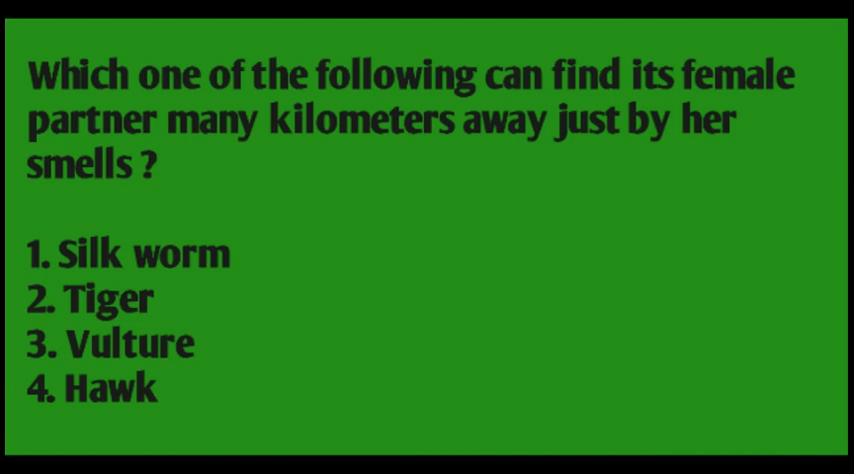 Which one of the following can find its female
partner many kilometers away just by her
smells ?
1. Silk worm
2. Tiger
3. Vulture
4. Hawk